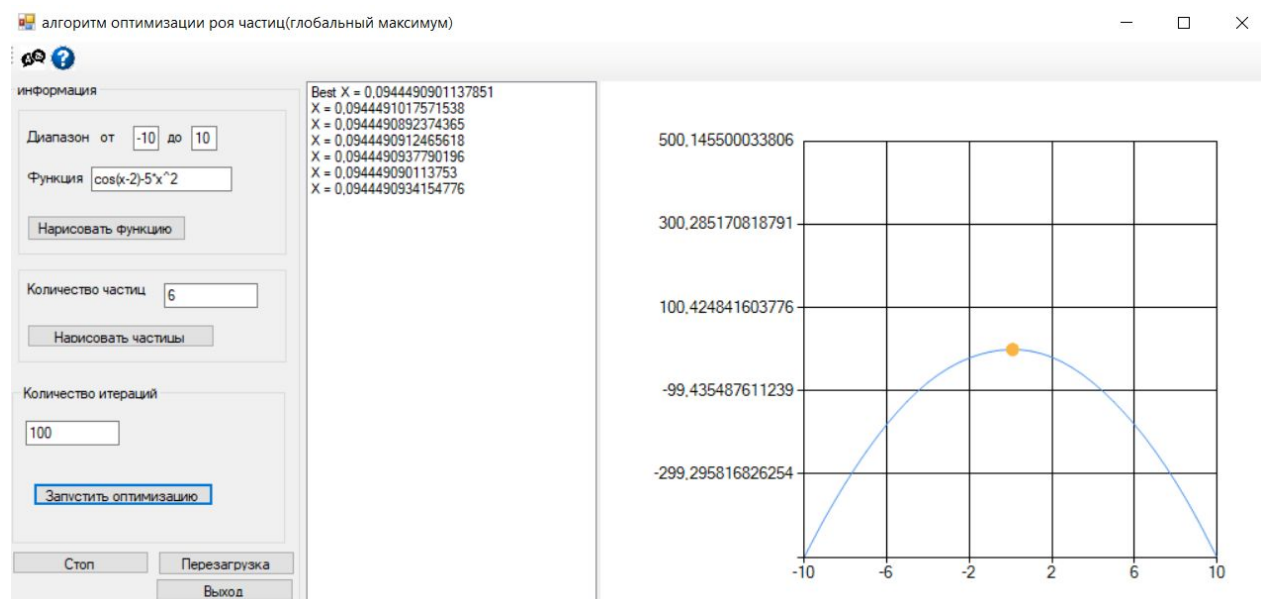 алгоритм оптимизации роя частиц(глобальный максимум)
информация
Диапазон от -10 до 10
Функция cos(x-2)-5*x^2
Нарисовать функцию
Количество частиц 6
Нарисовать частицы
Количество итераций
100
Запустить оптимизацию
Стоп Перезагрузка
Выход
Best X = 0,0944490901137851
X = 0,0944491017571538
X = 0,0944490892374365
X = 0,0944490912465618
X = 0,0944490937790196
X = 0,094449090113753
X = 0,0944490934154776
500,145500033806
300,285170818791
100,424841603776
-99,435487611239
-299,295816826254
-10 -6 -2 2 6 10